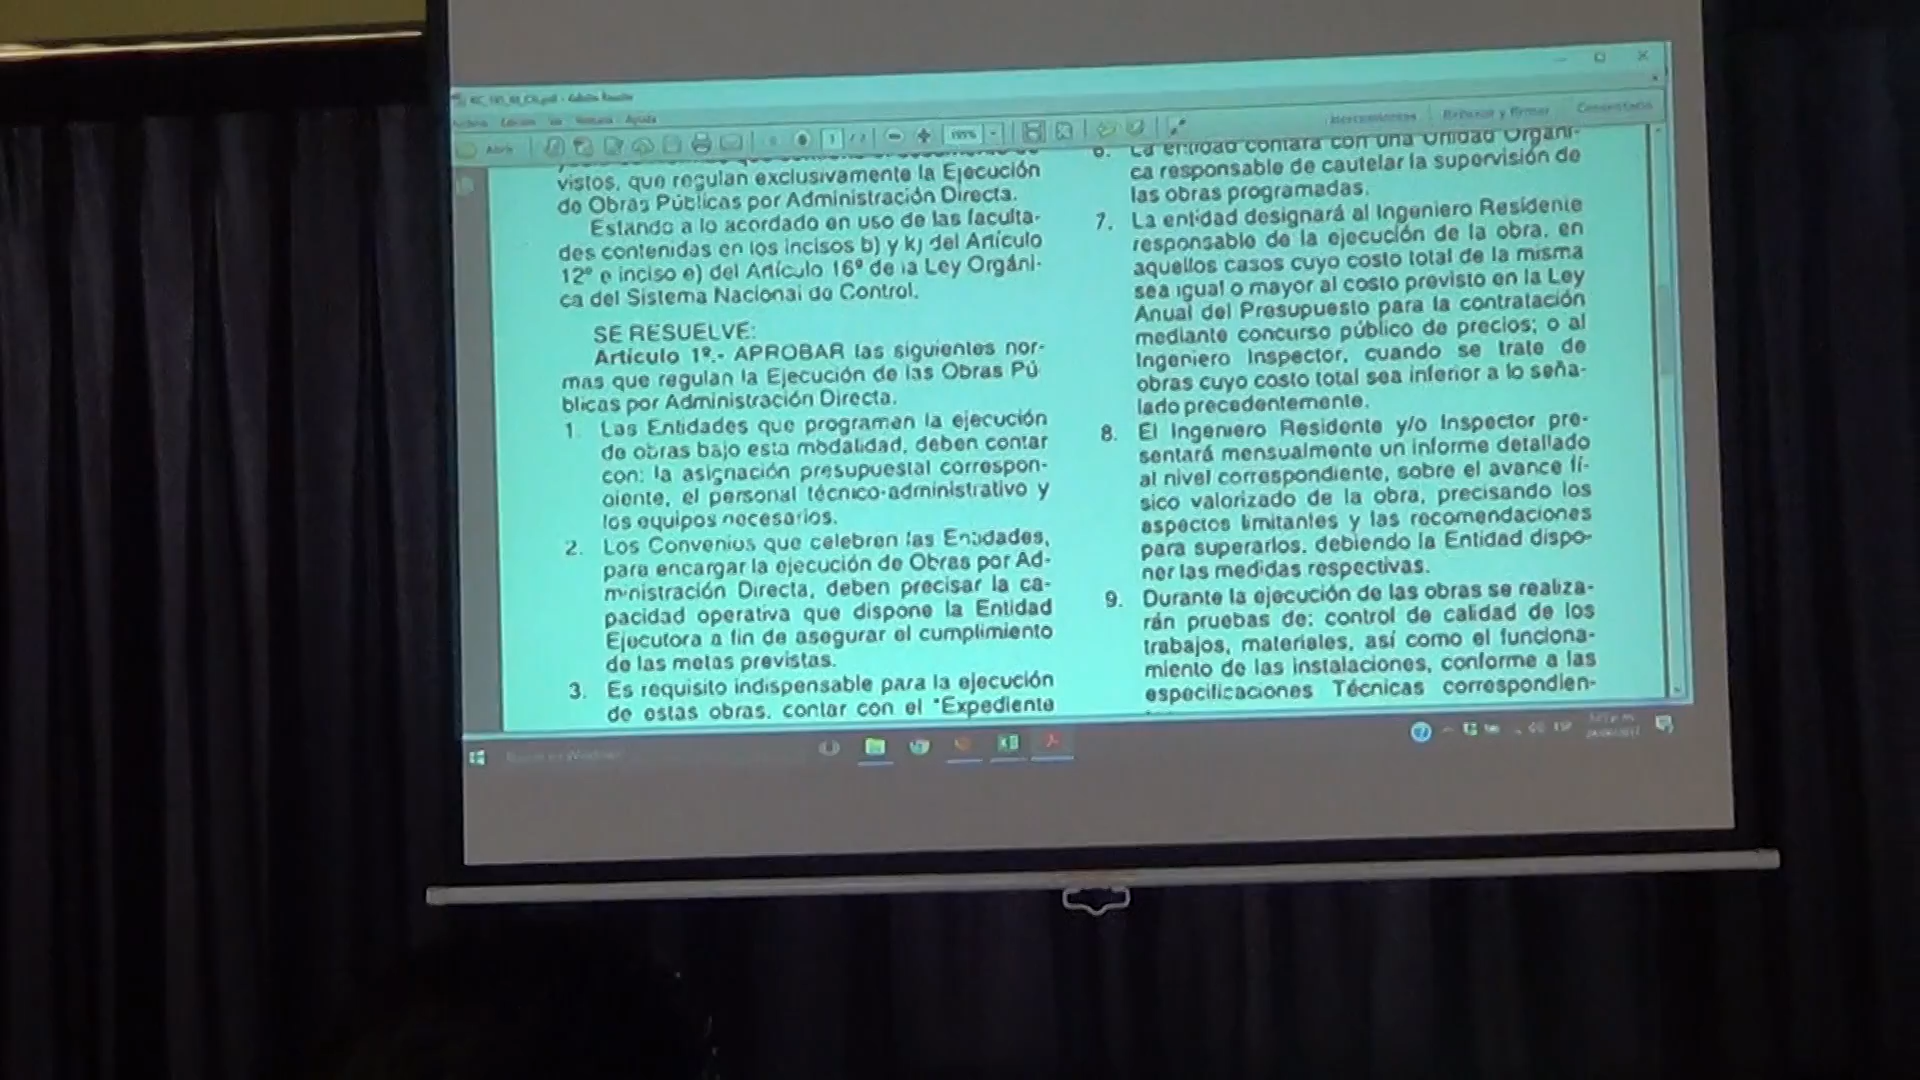 Abrir
vistos, que regulan exclusivamente la Ejecución
de Obras Públicas por Administración Directa.
Estando a lo acordado en uso de las faculta-
des contenidas en los incisos b) y k) del Artículo
12º e inciso e) del Artículo 16º de la Ley Orgáni-
ca del Sistema Nacional de Control.
SE RESUELVE:
Artículo 1º.- APROBAR las siguientes nor-
mas que regulan la Ejecución de las Obras Pú
blicas por Administración Directa.
1. Las Entidades que programen la ejecución
de obras bajo esta modalidad, deben contar
con: la asignación presupuestal correspon-
diente, el personal técnico-administrativo y
los equipos necesarios.
2. Los Convenios que celebren las Entidades,
para encargar la ejecución de Obras por Ad-
ministración Directa, deben precisar la ca-
pacidad operativa que dispone la Entidad
Ejecutora a fin de asegurar el cumplimiento
de las metas previstas.
3. Es requisito indispensable para la ejecución
de estas obras, contar con el "Expediente
6. La entidad contará con una Unidad Orgáni-
ca responsable de cautelar la supervisión de
las obras programadas.
7. La entidad designará al Ingeniero Residente
responsable de la ejecución de la obra, en
aquellos casos cuyo costo total de la misma
sea igual o mayor al costo previsto en la Ley
Anual del Presupuesto para la contratación
mediante concurso público de precios; o al
Ingeniero Inspector, cuando se trate de
obras cuyo costo total sea inferior a lo seña-
lado precedentemente.
8. El Ingeniero Residente y/o Inspector pre-
sentará mensualmente un informe detallado
al nivel correspondiente, sobre el avance fí-
sico valorizado de la obra, precisando los
aspectos limitantes y las recomendaciones
para superarlos, debiendo la Entidad dispo-
ner las medidas respectivas.
9. Durante la ejecución de las obras se realiza-
rán pruebas de: control de calidad de los
trabajos, materiales, así como el funciona-
miento de las instalaciones, conforme a las
especificaciones Técnicas correspondien-